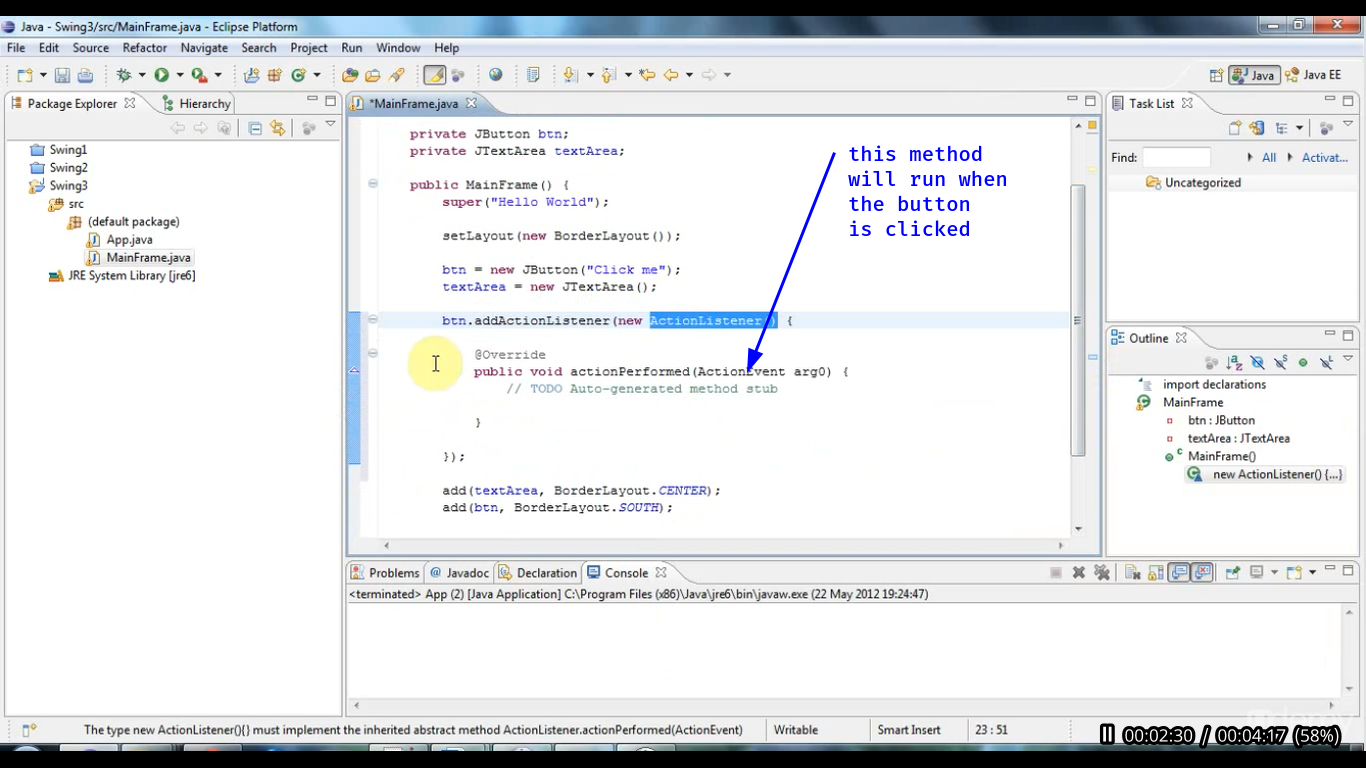 Java - Swing3/src/MainFrame.java - Eclipse Platform
File Edit Source Refactor Navigate Search Project Run Window Help
Java Java EE
Package Explorer Hierarchy
Swing1
Swing2
Swing3
src
(default package)
App.java
MainFrame.java
JRE System Library [jre6]
*MainFrame.java
private JButton btn;
private JTextArea textArea;
public MainFrame() {
super("Hello World");
setLayout(new BorderLayout());
btn = new JButton("Click me");
textArea = new JTextArea();
btn.addActionListener(new ActionListener() {
@Override
public void actionPerformed(ActionEvent arg0) {
// TODO Auto-generated method stub
}
});
add(textArea, BorderLayout.CENTER);
add(btn, BorderLayout.SOUTH);
this method
will run when
the button
is clicked
Task List
Find: All Activat...
Uncategorized
Outline
import declarations
MainFrame
btn : JButton
textArea : JTextArea
MainFrame()
new ActionListener() {...}
Problems @ Javadoc Declaration Console
<terminated> App (2) [Java Application] C:\Program Files (x86)\Java\jre6\bin\javaw.exe (22 May 2012 19:24:47)
The type new ActionListener(){} must implement the inherited abstract method ActionListener.actionPerformed(ActionEvent) Writable Smart Insert 23 : 51
00:02:30 / 00:04:17 (58%)